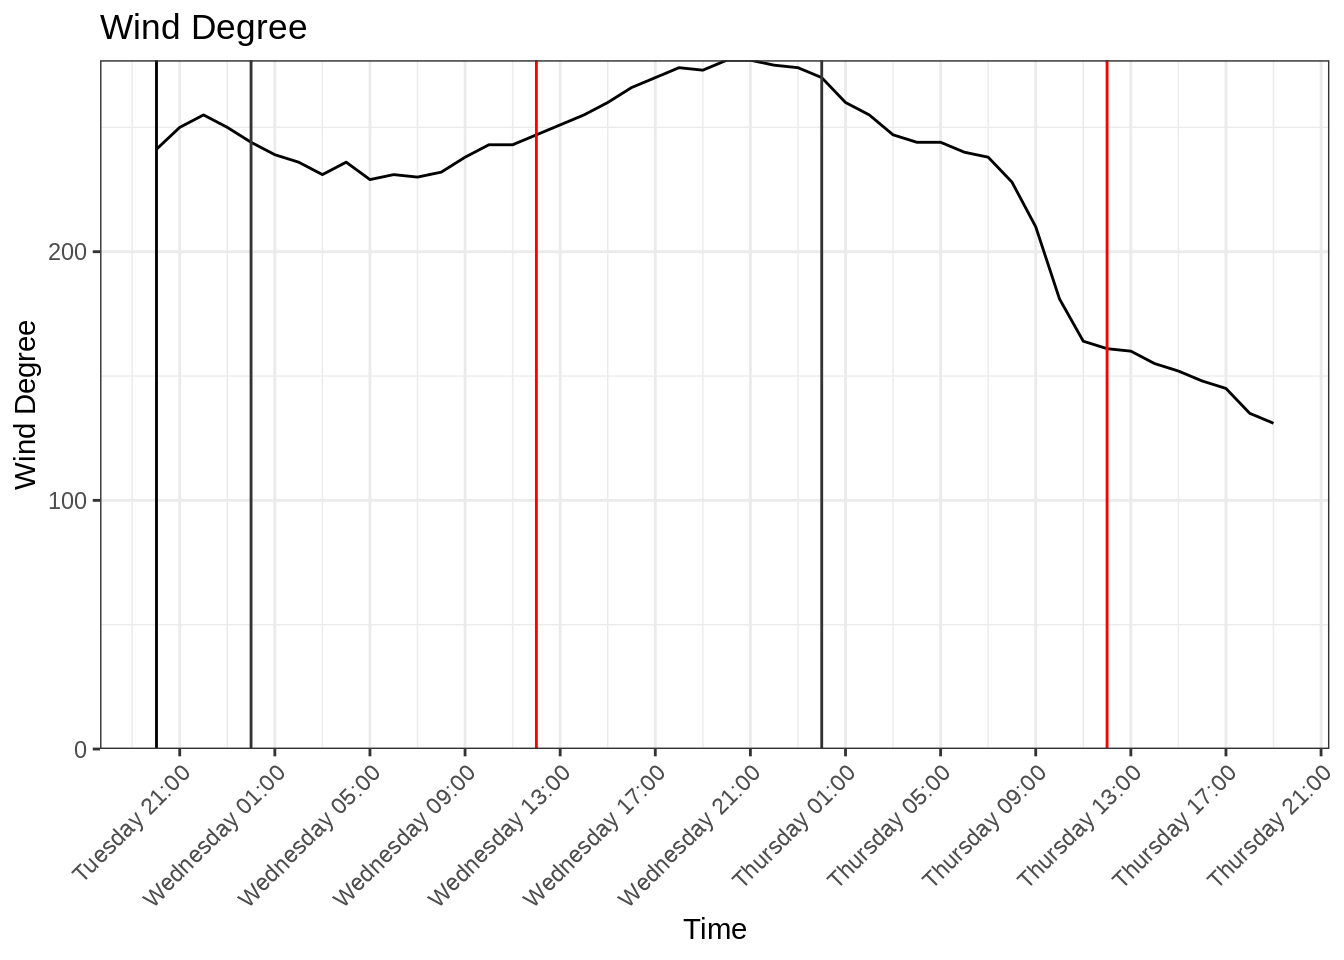 Wind Degree
Wind Degree
200
100
0
Tuesday 21:00
Wednesday 01:00
Wednesday 05:00
Wednesday 09:00
Wednesday 13:00
Wednesday 17:00
Wednesday 21:00
Thursday 01:00
Thursday 05:00
Thursday 09:00
Thursday 13:00
Thursday 17:00
Thursday 21:00
Time